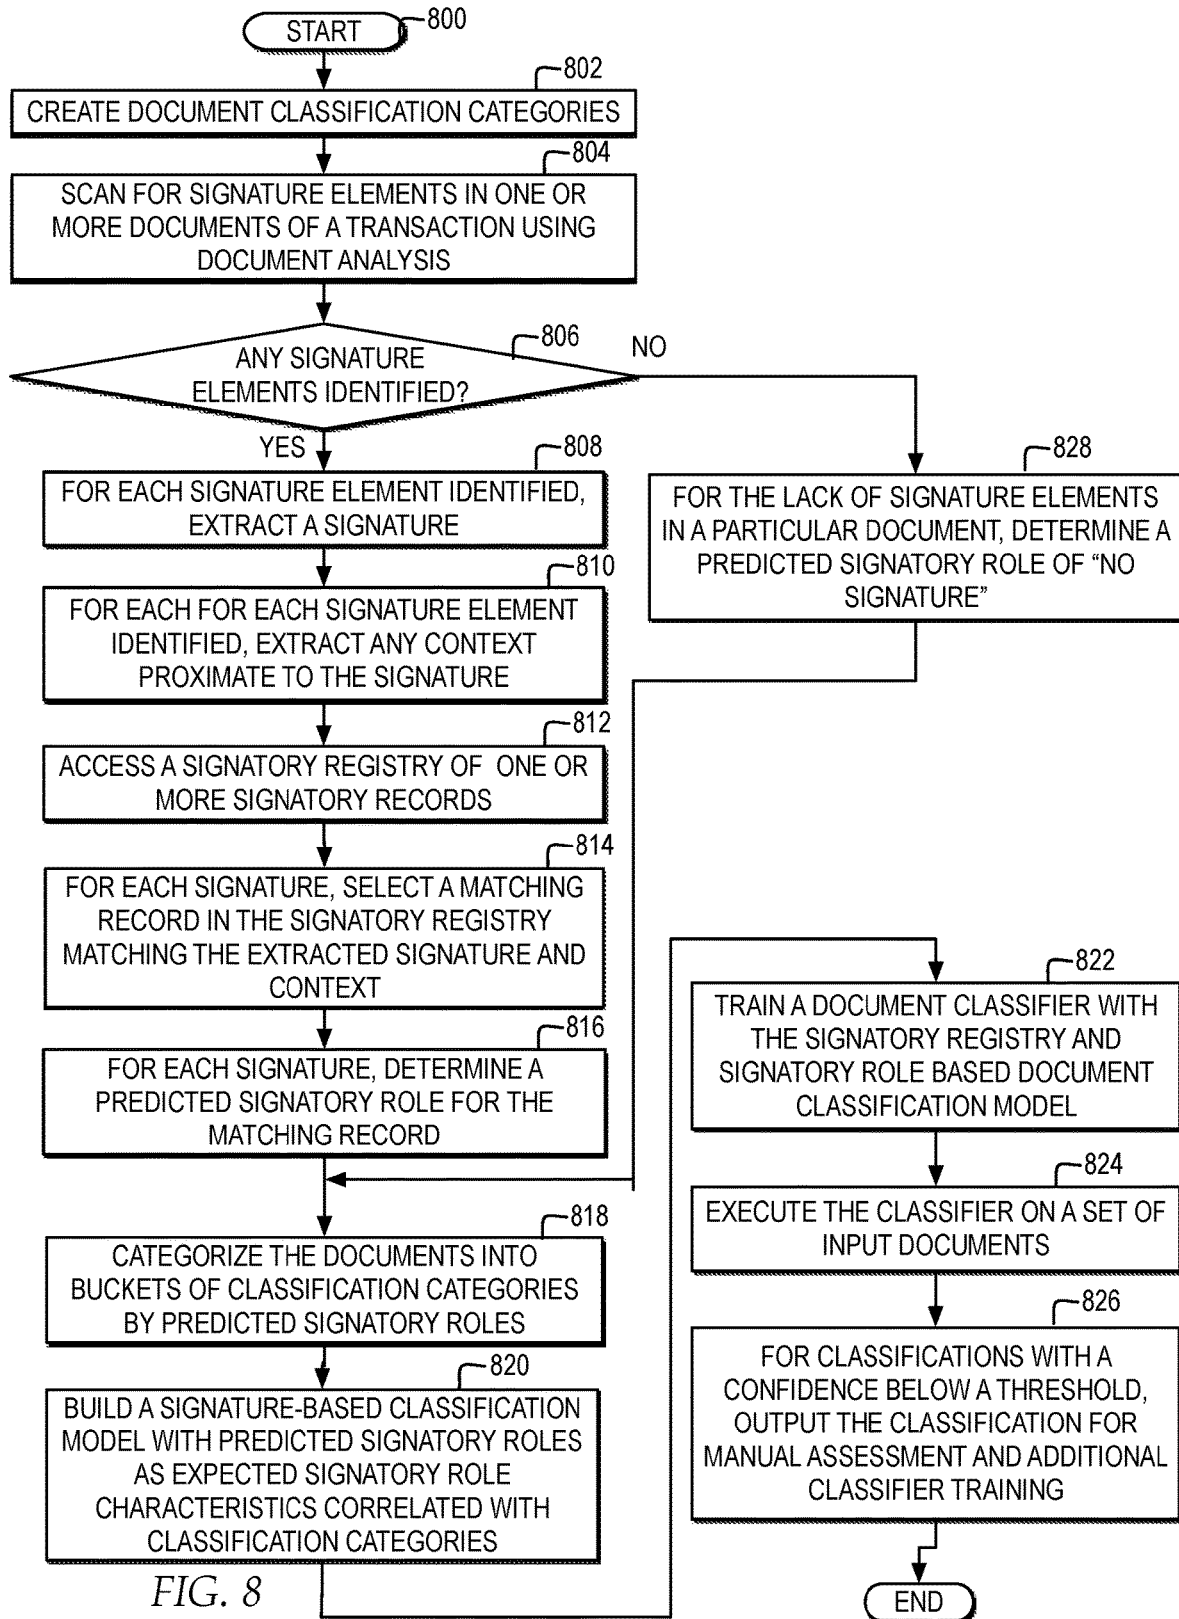 START
800
802
CREATE DOCUMENT CLASSIFICATION CATEGORIES
804
SCAN FOR SIGNATURE ELEMENTS IN ONE OR
MORE DOCUMENTS OF A TRANSACTION USING
DOCUMENT ANALYSIS
806
ANY SIGNATURE
ELEMENTS IDENTIFIED?
NO
YES
808
FOR EACH SIGNATURE ELEMENT IDENTIFIED,
EXTRACT A SIGNATURE
810
FOR EACH FOR EACH SIGNATURE ELEMENT
IDENTIFIED, EXTRACT ANY CONTEXT
PROXIMATE TO THE SIGNATURE
812
ACCESS A SIGNATORY REGISTRY OF ONE OR
MORE SIGNATORY RECORDS
814
FOR EACH SIGNATURE, SELECT A MATCHING
RECORD IN THE SIGNATORY REGISTRY
MATCHING THE EXTRACTED SIGNATURE AND
CONTEXT
816
FOR EACH SIGNATURE, DETERMINE A
PREDICTED SIGNATORY ROLE FOR THE
MATCHING RECORD
828
FOR THE LACK OF SIGNATURE ELEMENTS
IN A PARTICULAR DOCUMENT, DETERMINE A
PREDICTED SIGNATORY ROLE OF “NO
SIGNATURE”
818
CATEGORIZE THE DOCUMENTS INTO
BUCKETS OF CLASSIFICATION CATEGORIES
BY PREDICTED SIGNATORY ROLES
820
BUILD A SIGNATURE-BASED CLASSIFICATION
MODEL WITH PREDICTED SIGNATORY ROLES
AS EXPECTED SIGNATORY ROLE
CHARACTERISTICS CORRELATED WITH
CLASSIFICATION CATEGORIES
822
TRAIN A DOCUMENT CLASSIFIER WITH
THE SIGNATORY REGISTRY AND
SIGNATORY ROLE BASED DOCUMENT
CLASSIFICATION MODEL
824
EXECUTE THE CLASSIFIER ON A SET OF
INPUT DOCUMENTS
826
FOR CLASSIFICATIONS WITH A
CONFIDENCE BELOW A THRESHOLD,
OUTPUT THE CLASSIFICATION FOR
MANUAL ASSESSMENT AND ADDITIONAL
CLASSIFIER TRAINING
END
FIG. 8